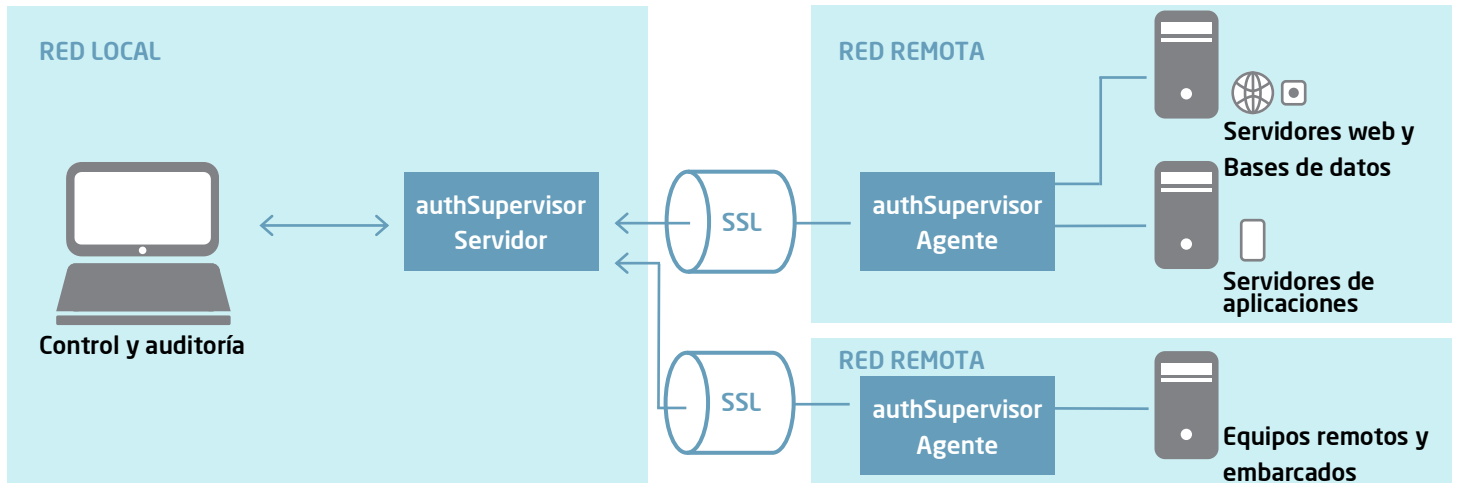 RED LOCAL
Control y auditoría
authSupervisor
Servidor
SSL
SSL
RED REMOTA
authSupervisor
Agente
Servidores web y
Bases de datos
Servidores de
aplicaciones
RED REMOTA
authSupervisor
Agente
Equipos remotos y
embarcados